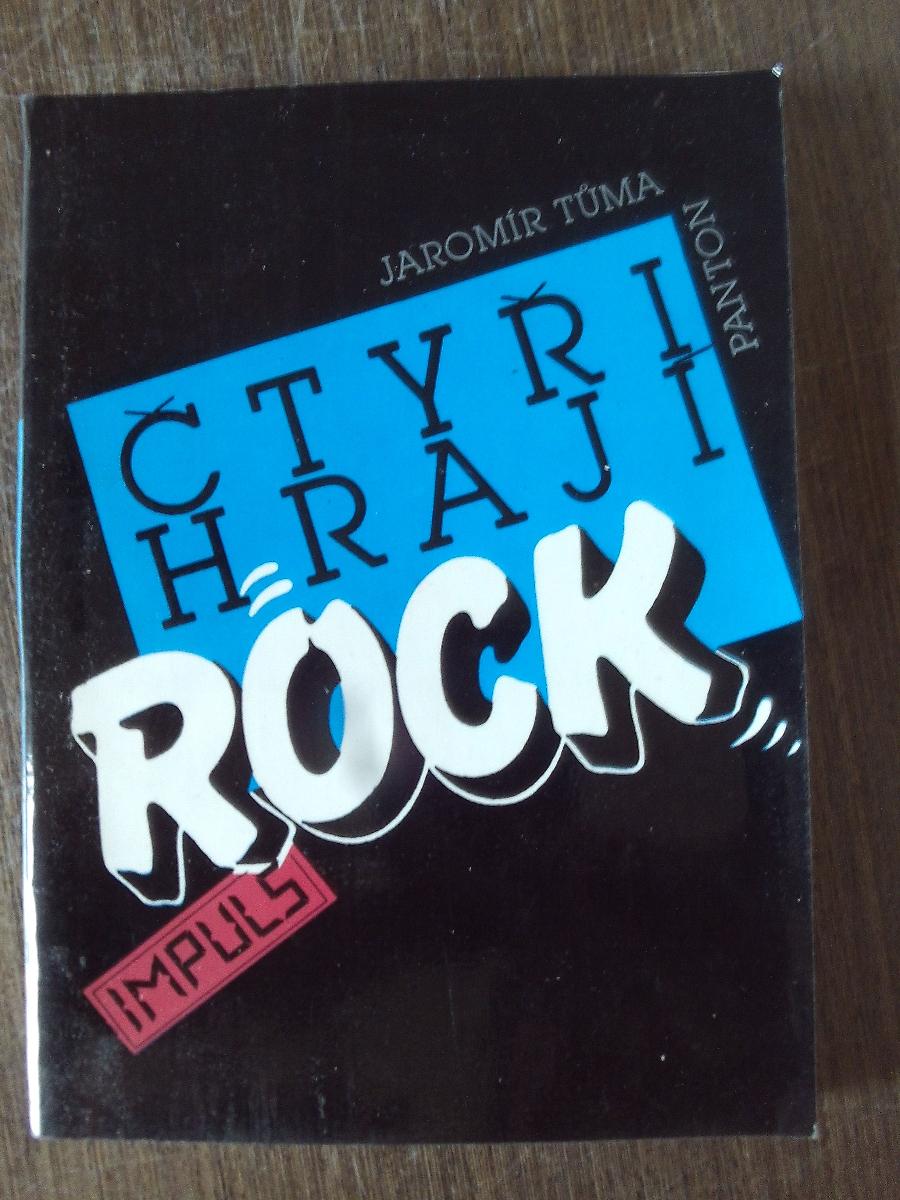 JAROMÍR TŮMA
PANTON
ČTYŘI
HRAJÍ
ROCK
IMPULS